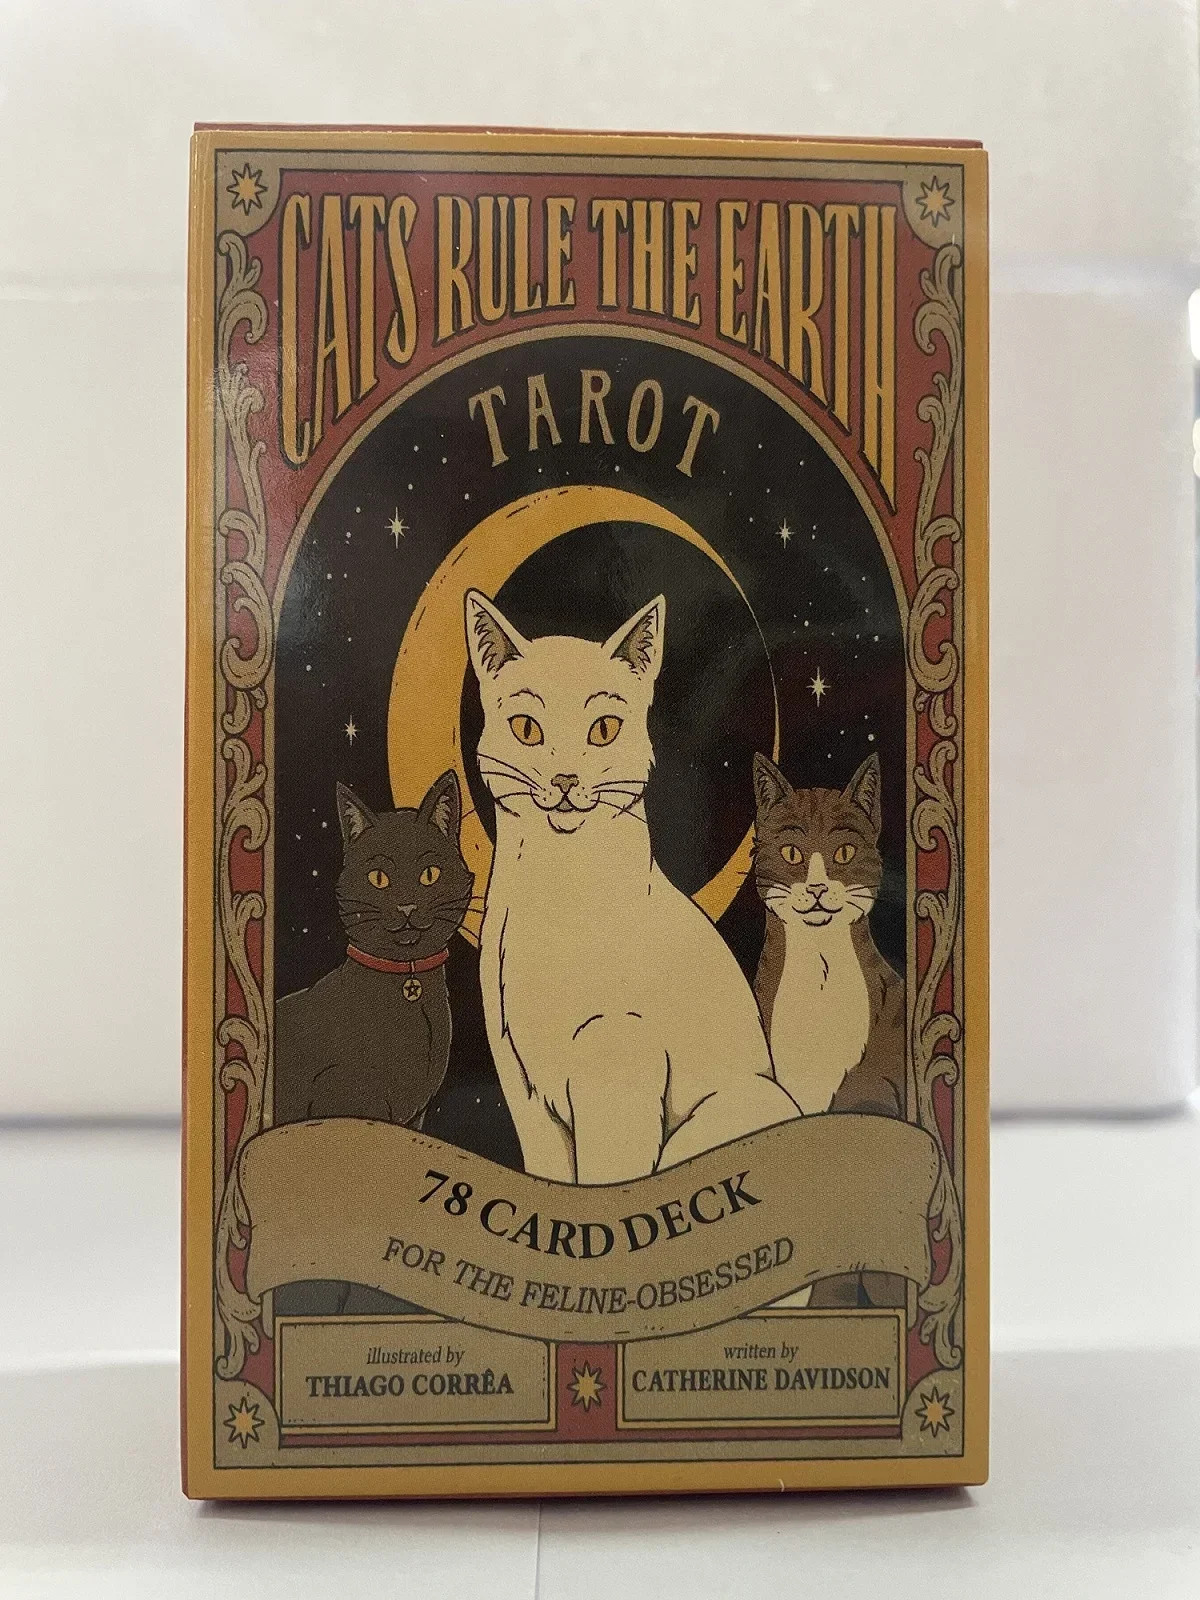 CATS RULE THE EARTH
TAROT
78 CARD DECK
FOR THE FELINE-OBSESSED
illustrated by
THIAGO CORRÊA
written by
CATHERINE DAVIDSON